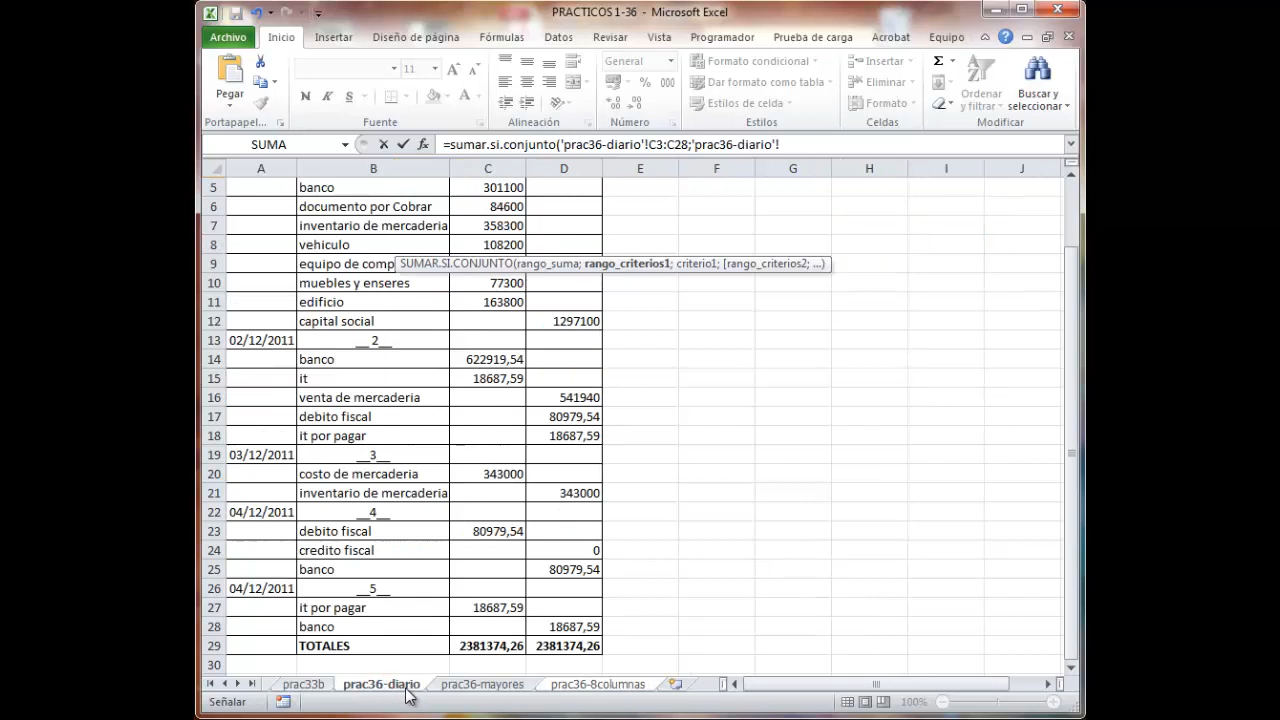 PRACTICOS 1-36 - Microsoft Excel
Archivo Inicio Insertar Diseño de página Fórmulas Datos Revisar Vista Programador Prueba de carga Acrobat Equipo
Pegar
Portapapel...
11
N K S
Fuente
Alineación
General
% 000
Número
Formato condicional
Dar formato como tabla
Estilos de celda
Estilos
Insertar
Eliminar
Formato
Celdas
Σ
Ordenar y filtrar
Buscar y seleccionar
Modificar
SUMA fx =sumar.si.conjunto('prac36-diario'!C3:C28;'prac36-diario'!
A B C D E F G H I J
5 banco 301100
6 documento por Cobrar 84600
7 inventario de mercaderia 358300
8 vehiculo 108200
9 equipo de comp
SUMAR.SI.CONJUNTO(rango_suma; rango_criterios1; criterio1; [rango_criterios2; ...)
10 muebles y enseres 77300
11 edificio 163800
12 capital social 1297100
13 02/12/2011 __ 2__
14 banco 622919,54
15 it 18687,59
16 venta de mercaderia 541940
17 debito fiscal 80979,54
18 it por pagar 18687,59
19 03/12/2011 __3__
20 costo de mercaderia 343000
21 inventario de mercaderia 343000
22 04/12/2011 __4__
23 debito fiscal 80979,54
24 credito fiscal 0
25 banco 80979,54
26 04/12/2011 __5__
27 it por pagar 18687,59
28 banco 18687,59
29 TOTALES 2381374,26 2381374,26
30
prac33b prac36-diario prac36-mayores prac36-8columnas
Señalar 100%